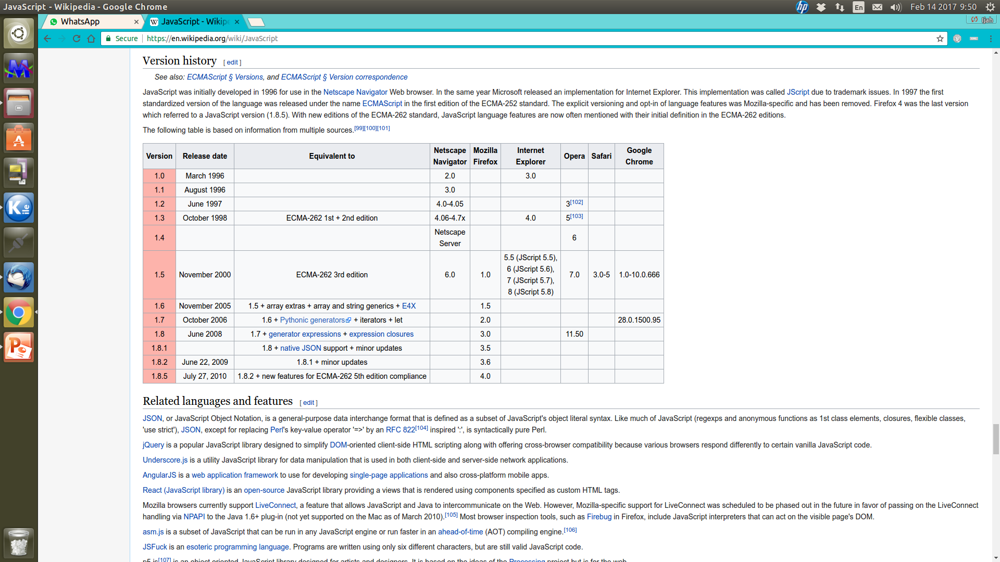 JavaScript - Wikipedia - Google Chrome
En
Feb 14 2017 9:50
WhatsApp
W JavaScript - Wikipe
Ijah
Secure
https://en.wikipedia.org/wiki/JavaScript
Version history [ edit ]
See also: ECMAScript § Versions, and ECMAScript § Version correspondence
JavaScript was initially developed in 1996 for use in the Netscape Navigator Web browser. In the same year Microsoft released an implementation for Internet Explorer. This implementation was called JScript due to trademark issues. In 1997 the first
standardized version of the language was released under the name ECMAScript in the first edition of the ECMA-252 standard. The explicit versioning and opt-in of language features was Mozilla-specific and has been removed. Firefox 4 was the last version
which referred to a JavaScript version (1.8.5). With new editions of the ECMA-262 standard, JavaScript language features are now often mentioned with their initial definition in the ECMA-262 editions.
The following table is based on information from multiple sources.[99][100][101]
Version Release date Equivalent to Netscape Navigator Mozilla Firefox Internet Explorer Opera Safari Google Chrome
1.0 March 1996 2.0 3.0
1.1 August 1996 3.0
1.2 June 1997 4.0-4.05 3[102]
1.3 October 1998 ECMA-262 1st + 2nd edition 4.06-4.7x 4.0 5[103]
1.4 Netscape Server 6
1.5 November 2000 ECMA-262 3rd edition 6.0 1.0 5.5 (JScript 5.5), 6 (JScript 5.6), 7 (JScript 5.7), 8 (JScript 5.8) 7.0 3.0-5 1.0-10.0.666
1.6 November 2005 1.5 + array extras + array and string generics + E4X 1.5
1.7 October 2006 1.6 + Pythonic generators + iterators + let 2.0 28.0.1500.95
1.8 June 2008 1.7 + generator expressions + expression closures 3.0 11.50
1.8.1 1.8 + native JSON support + minor updates 3.5
1.8.2 June 22, 2009 1.8.1 + minor updates 3.6
1.8.5 July 27, 2010 1.8.2 + new features for ECMA-262 5th edition compliance 4.0
Related languages and features [ edit ]
JSON, or JavaScript Object Notation, is a general-purpose data interchange format that is defined as a subset of JavaScript's object literal syntax. Like much of JavaScript (regexps and anonymous functions as 1st class elements, closures, flexible classes,
'use strict'), JSON, except for replacing Perl's key-value operator '=>' by an RFC 822[104] inspired ':', is syntactically pure Perl.
jQuery is a popular JavaScript library designed to simplify DOM-oriented client-side HTML scripting along with offering cross-browser compatibility because various browsers respond differently to certain vanilla JavaScript code.
Underscore.js is a utility JavaScript library for data manipulation that is used in both client-side and server-side network applications.
AngularJS is a web application framework to use for developing single-page applications and also cross-platform mobile apps.
React (JavaScript library) is an open-source JavaScript library providing a views that is rendered using components specified as custom HTML tags.
Mozilla browsers currently support LiveConnect, a feature that allows JavaScript and Java to intercommunicate on the Web. However, Mozilla-specific support for LiveConnect was scheduled to be phased out in the future in favor of passing on the LiveConnect
handling via NPAPI to the Java 1.6+ plug-in (not yet supported on the Mac as of March 2010).[105] Most browser inspection tools, such as Firebug in Firefox, include JavaScript interpreters that can act on the visible page's DOM.
asm.js is a subset of JavaScript that can be run in any JavaScript engine or run faster in an ahead-of-time (AOT) compiling engine.[106]
JSFuck is an esoteric programming language. Programs are written using only six different characters, but are still valid JavaScript code.
p5.js[107] is an object oriented JavaScript library designed for artists and designers. It is based on the ideas of the Processing project but is for the web.